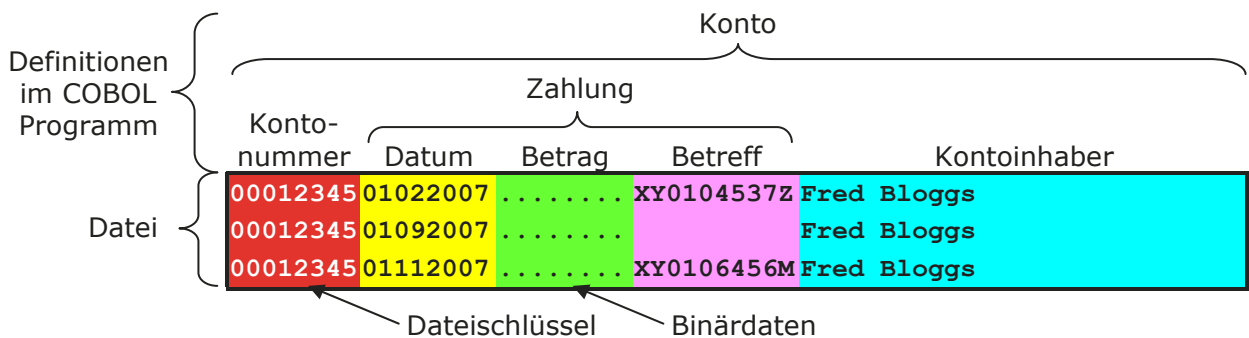 Konto
Definitionen
im COBOL
Programm
Zahlung
Konto-
nummer Datum Betrag Betreff Kontoinhaber
Datei
00012345 01022007 ........ XY0104537Z Fred Bloggs
00012345 01092007 ........ Fred Bloggs
00012345 01112007 ........ XY0106456M Fred Bloggs
Dateischlüssel Binärdaten